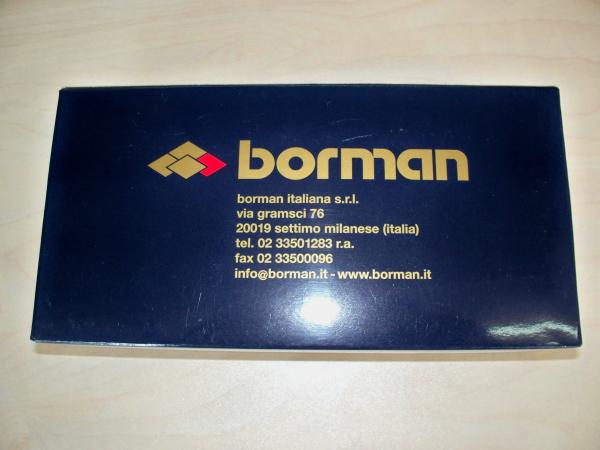 borman
borman italiana s.r.l.
via gramsci 76
20019 settimo milanese (italia)
tel. 02 33501283 r.a.
fax 02 33500096
info@borman.it - www.borman.it